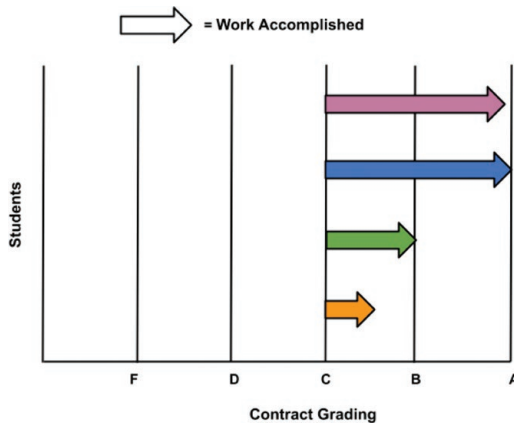 = Work Accomplished
Students
F D C B A
Contract Grading